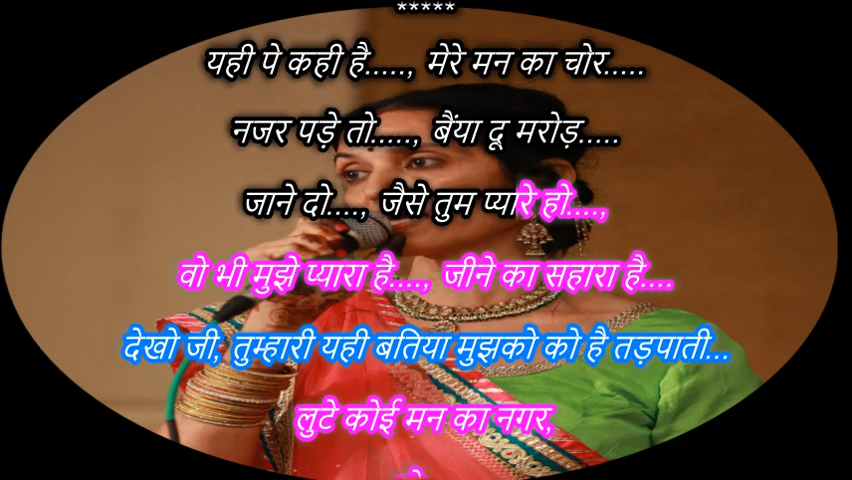 *****
यही पे कही है....., मेरे मन का चोर.....
नजर पड़े तो....., बैंया दू मरोड़.....
जाने दो...., जैसे तुम प्यारे हो....,
वो भी मुझे प्यारा है...., जीने का सहारा है....
देखो जी, तुम्हारी यही बतिया मुझको को है तड़पाती...
लुटे कोई मन का नगर,